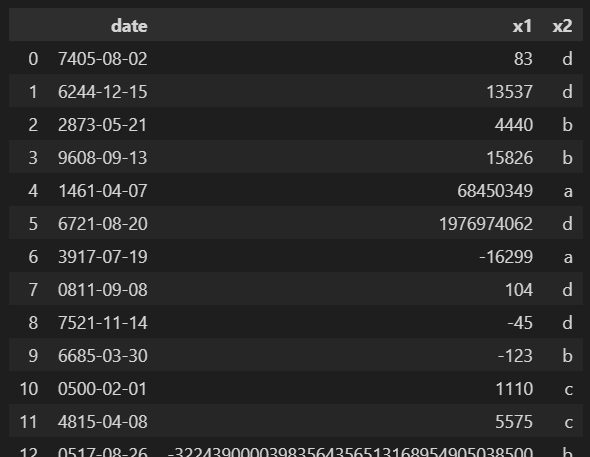 date x1 x2
0 7405-08-02 83 d
1 6244-12-15 13537 d
2 2873-05-21 4440 b
3 9608-09-13 15826 b
4 1461-04-07 68450349 a
5 6721-08-20 1976974062 d
6 3917-07-19 -16299 a
7 0811-09-08 104 d
8 7521-11-14 -45 d
9 6685-03-30 -123 b
10 0500-02-01 1110 c
11 4815-04-08 5575 c
12 0517-08-26 -32243900003983564356513168954905038500 b